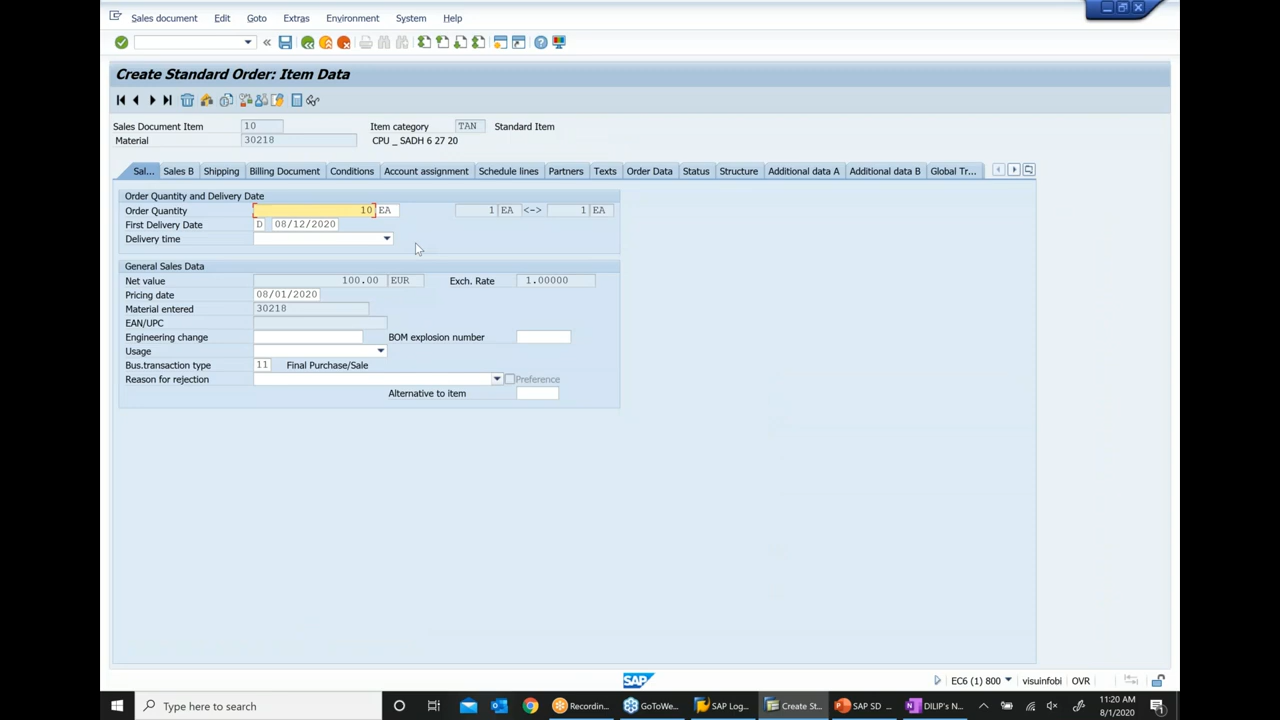 Sales document Edit Goto Extras Environment System Help
Create Standard Order: Item Data
Sales Document Item 10 Item category TAN Standard Item
Material 30218 CPU _ SADH 6 27 20
Sal... Sales B Shipping Billing Document Conditions Account assignment Schedule lines Partners Texts Order Data Status Structure Additional data A Additional data B Global Tr...
Order Quantity and Delivery Date
Order Quantity 10 EA 1 EA <-> 1 EA
First Delivery Date D 08/12/2020
Delivery time
General Sales Data
Net value 100.00 EUR Exch. Rate 1.00000
Pricing date 08/01/2020
Material entered 30218
EAN/UPC
Engineering change BOM explosion number
Usage
Bus.transaction type 11 Final Purchase/Sale
Reason for rejection Preference
Alternative to item
SAP EC6 (1) 800 visuinfobi OVR
Type here to search Recordin... GoToWe... SAP Log... Create St... SAP SD ... DILIP's N... 11:20 AM
8/1/2020